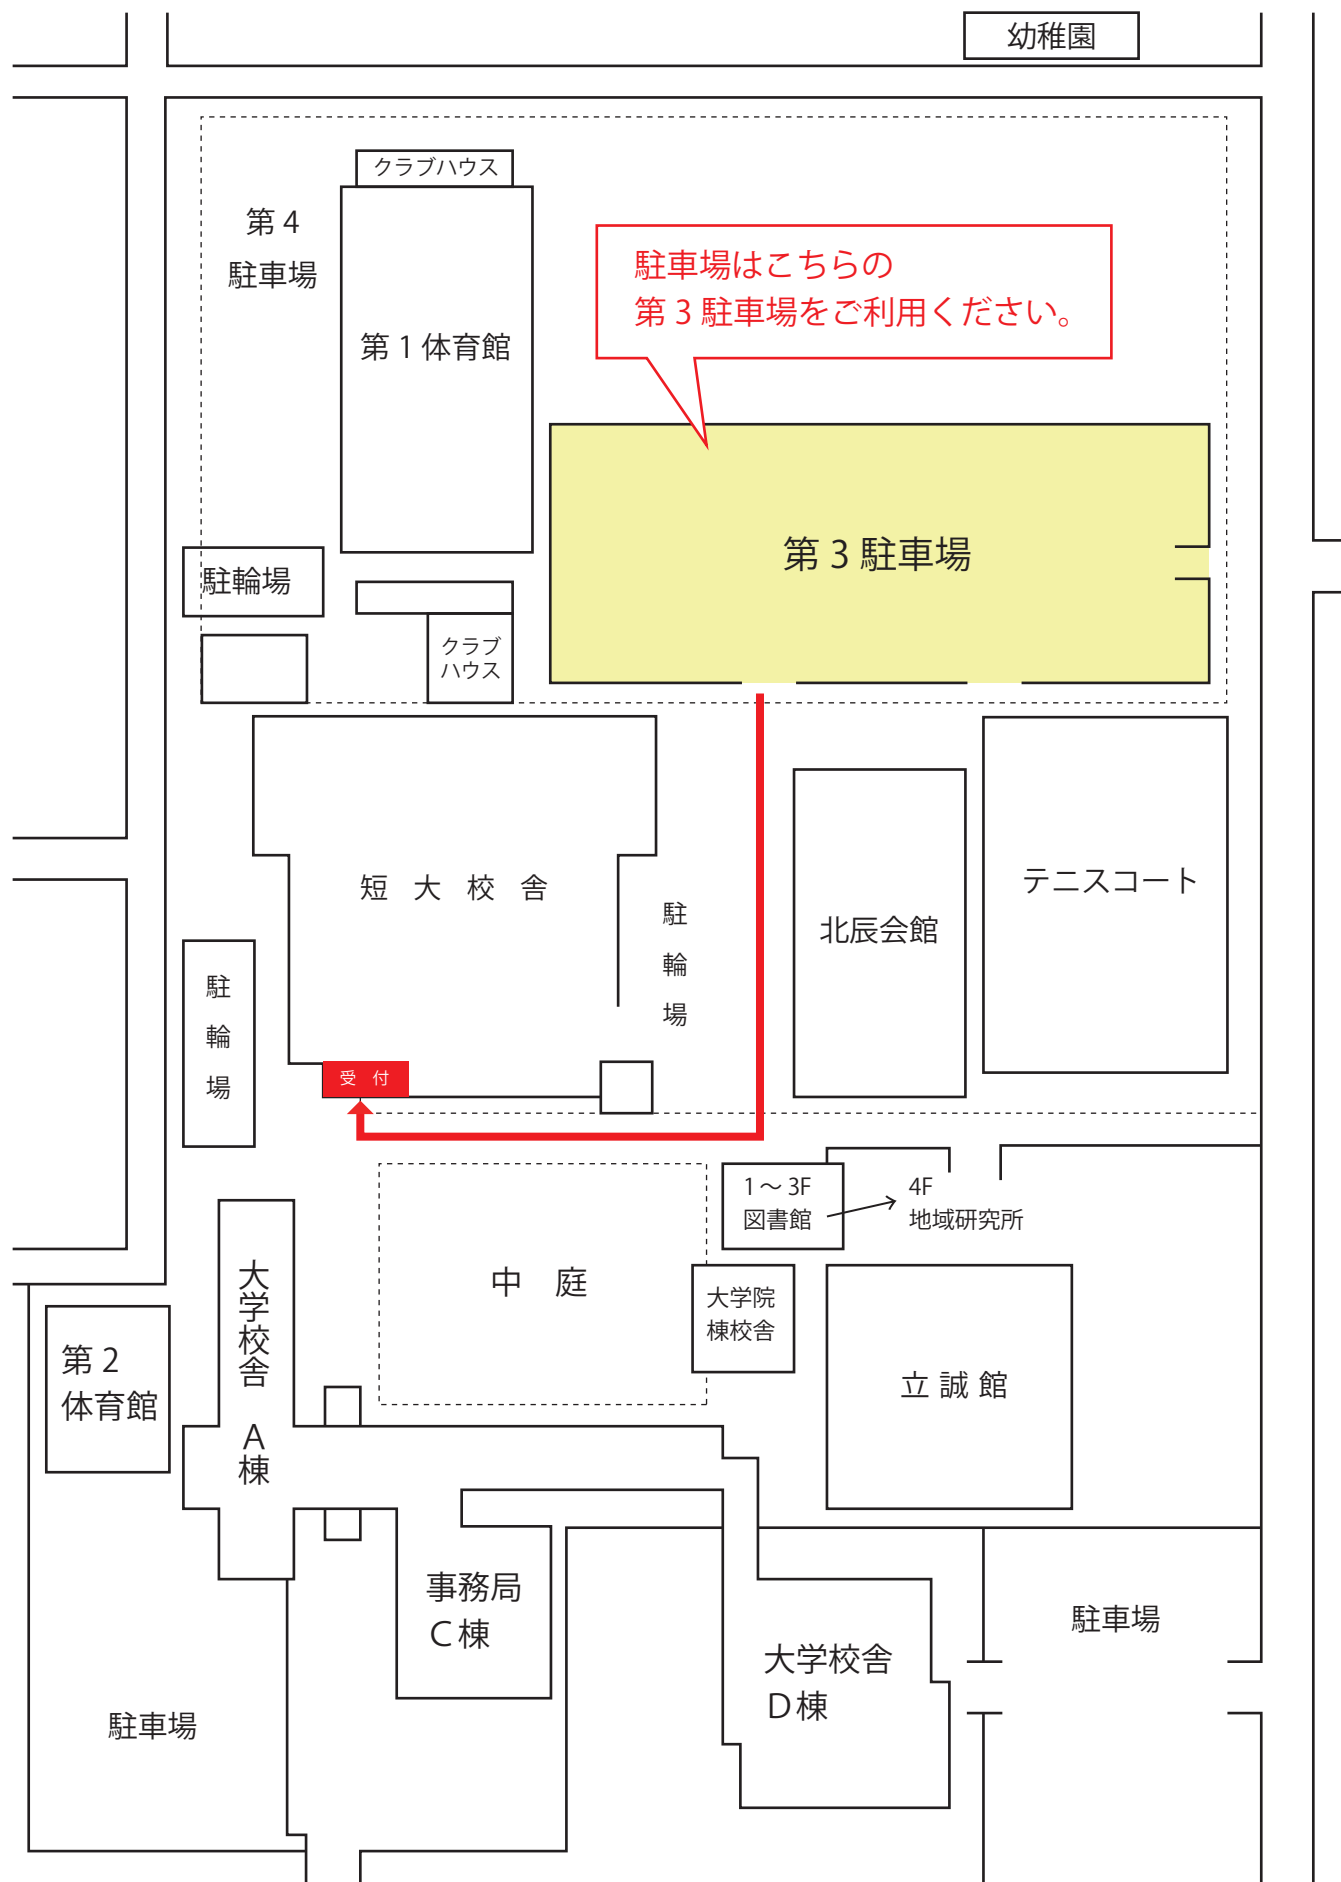 幼稚園
クラブハウス
第4
駐車場
第1体育館
駐車場はこちらの
第3駐車場をご利用ください。
第3駐車場
駐輪場
クラブ
ハウス
短大校舎
駐輪場
北辰会館
テニスコート
駐輪場
受付
1～3F
図書館
4F
地域研究所
中庭
大学院
棟校舎
立誠館
大学校舎 A棟
第2
体育館
事務局
C棟
大学校舎
D棟
駐車場
駐車場